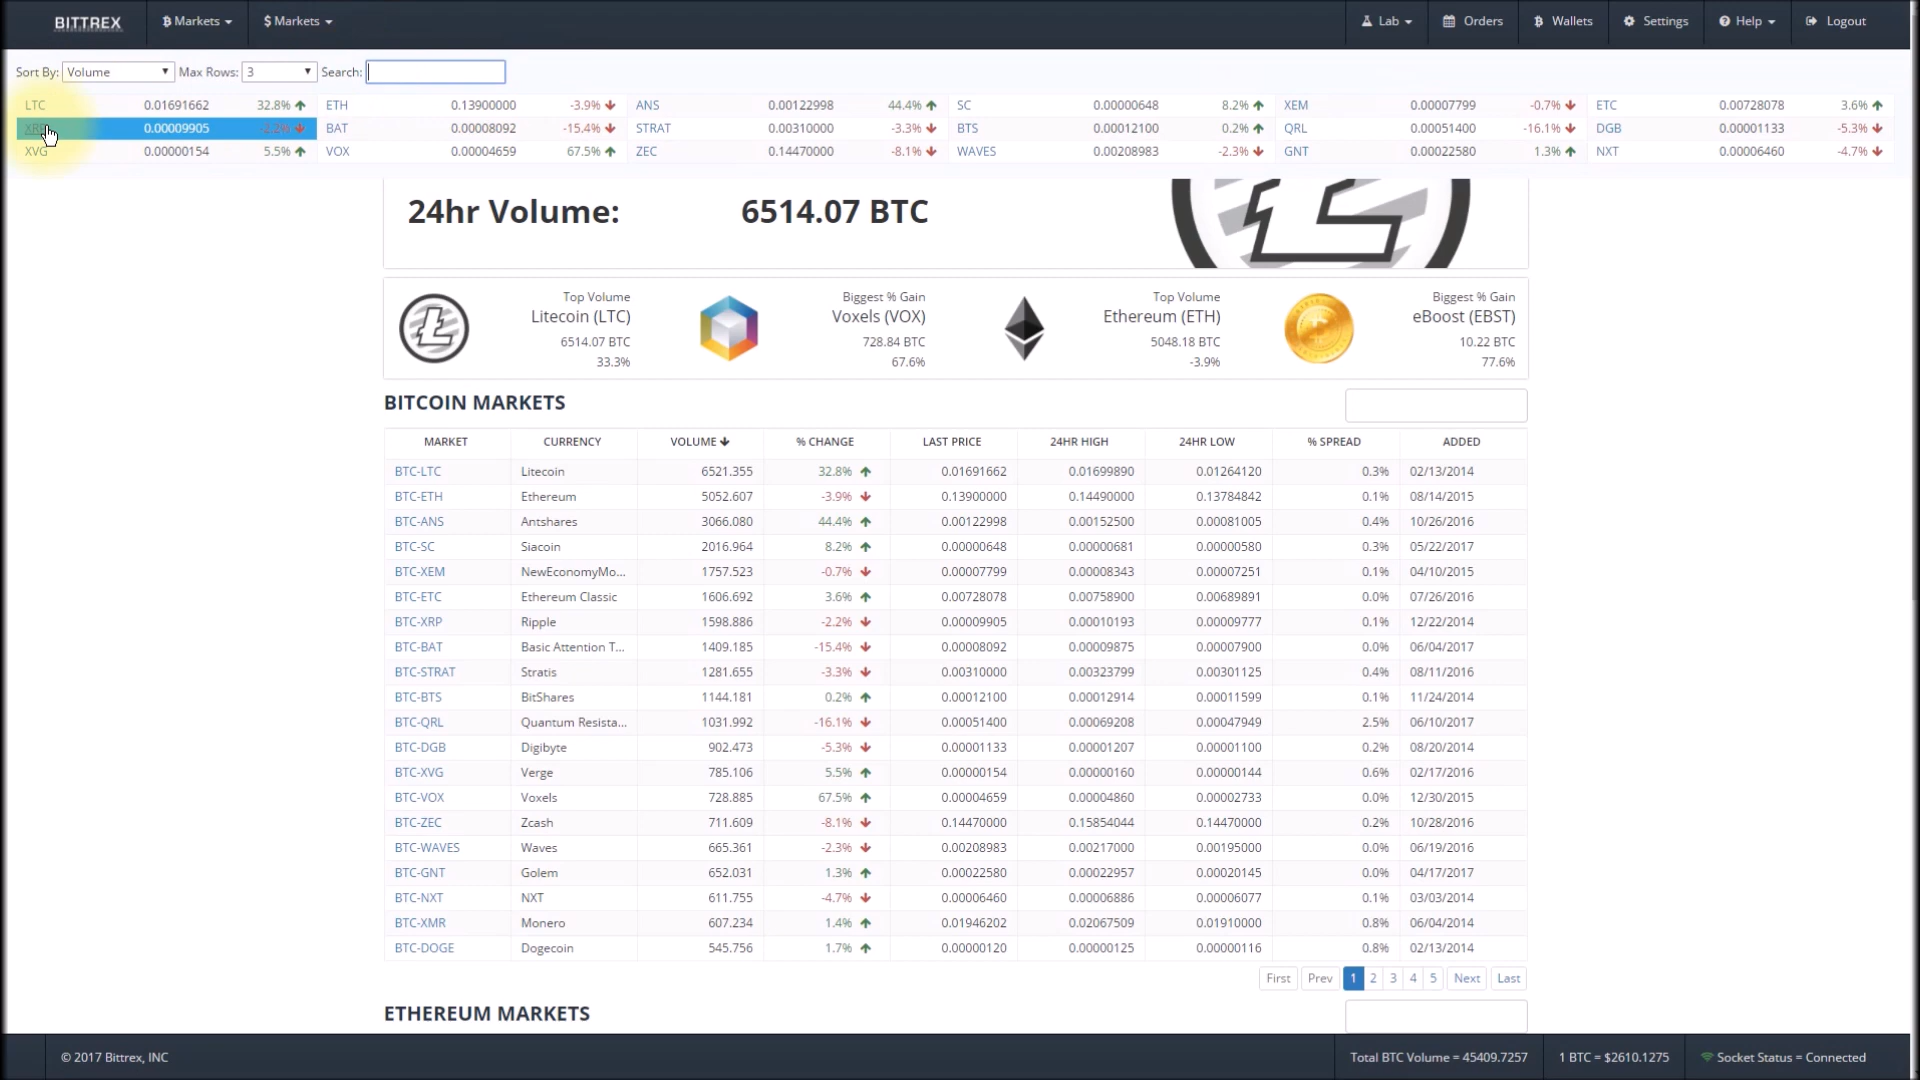 BITTREX ฿ Markets $ Markets Lab Orders ฿ Wallets Settings Help Logout
Sort By: Volume Max Rows: 3 Search:
LTC 0.01691662 32.8% ETH 0.13900000 -3.9% ANS 0.00122998 44.4% SC 0.00000648 8.2% XEM 0.00007799 -0.7% ETC 0.00728078 3.6%
XRP 0.00009905 -2.2% BAT 0.00008092 -15.4% STRAT 0.00310000 -3.3% BTS 0.00012100 0.2% QRL 0.00051400 -16.1% DGB 0.00001133 -5.3%
XVG 0.00000154 5.5% VOX 0.00004659 67.5% ZEC 0.14470000 -8.1% WAVES 0.00208983 -2.3% GNT 0.00022580 1.3% NXT 0.00006460 -4.7%
24hr Volume: 6514.07 BTC
Top Volume Biggest % Gain Top Volume Biggest % Gain
Litecoin (LTC) Voxels (VOX) Ethereum (ETH) eBoost (EBST)
6514.07 BTC 728.84 BTC 5048.18 BTC 10.22 BTC
33.3% 67.6% -3.9% 77.6%
BITCOIN MARKETS
MARKET CURRENCY VOLUME % CHANGE LAST PRICE 24HR HIGH 24HR LOW % SPREAD ADDED
BTC-LTC Litecoin 6521.355 32.8% 0.01691662 0.01699890 0.01264120 0.3% 02/13/2014
BTC-ETH Ethereum 5052.607 -3.9% 0.13900000 0.14490000 0.13784842 0.1% 08/14/2015
BTC-ANS Antshares 3066.080 44.4% 0.00122998 0.00152500 0.00081005 0.4% 10/26/2016
BTC-SC Siacoin 2016.964 8.2% 0.00000648 0.00000681 0.00000580 0.3% 05/22/2017
BTC-XEM NewEconomyMo... 1757.523 -0.7% 0.00007799 0.00008343 0.00007251 0.1% 04/10/2015
BTC-ETC Ethereum Classic 1606.692 3.6% 0.00728078 0.00758900 0.00689891 0.0% 07/26/2016
BTC-XRP Ripple 1598.886 -2.2% 0.00009905 0.00010193 0.00009777 0.1% 12/22/2014
BTC-BAT Basic Attention T... 1409.185 -15.4% 0.00008092 0.00009875 0.00007900 0.0% 06/04/2017
BTC-STRAT Stratis 1281.655 -3.3% 0.00310000 0.00323799 0.00301125 0.4% 08/11/2016
BTC-BTS BitShares 1144.181 0.2% 0.00012100 0.00012914 0.00011599 0.1% 11/24/2014
BTC-QRL Quantum Resista... 1031.992 -16.1% 0.00051400 0.00069208 0.00047949 2.5% 06/10/2017
BTC-DGB Digibyte 902.473 -5.3% 0.00001133 0.00001207 0.00001100 0.2% 08/20/2014
BTC-XVG Verge 785.106 5.5% 0.00000154 0.00000160 0.00000144 0.6% 02/17/2016
BTC-VOX Voxels 728.885 67.5% 0.00004659 0.00004860 0.00002733 0.0% 12/30/2015
BTC-ZEC Zcash 711.609 -8.1% 0.14470000 0.15854044 0.14470000 0.2% 10/28/2016
BTC-WAVES Waves 665.361 -2.3% 0.00208983 0.00217000 0.00195000 0.0% 06/19/2016
BTC-GNT Golem 652.031 1.3% 0.00022580 0.00022957 0.00020145 0.0% 04/17/2017
BTC-NXT NXT 611.755 -4.7% 0.00006460 0.00006886 0.00006077 0.1% 03/03/2014
BTC-XMR Monero 607.234 1.4% 0.01946202 0.02067509 0.01910000 0.8% 06/04/2014
BTC-DOGE Dogecoin 545.756 1.7% 0.00000120 0.00000125 0.00000116 0.8% 02/13/2014
First Prev 1 2 3 4 5 Next Last
ETHEREUM MARKETS
© 2017 Bittrex, INC Total BTC Volume = 45409.7257 1 BTC = $2610.1275 Socket Status = Connected